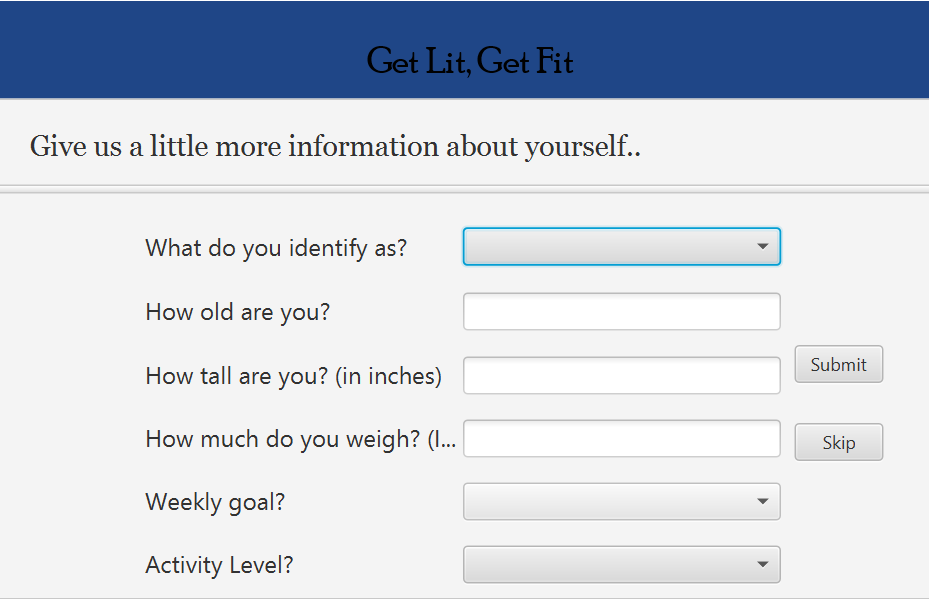 Get Lit, Get Fit
Give us a little more information about yourself..
What do you identify as?
How old are you?
How tall are you? (in inches)
Submit
How much do you weigh? (I...
Skip
Weekly goal?
Activity Level?